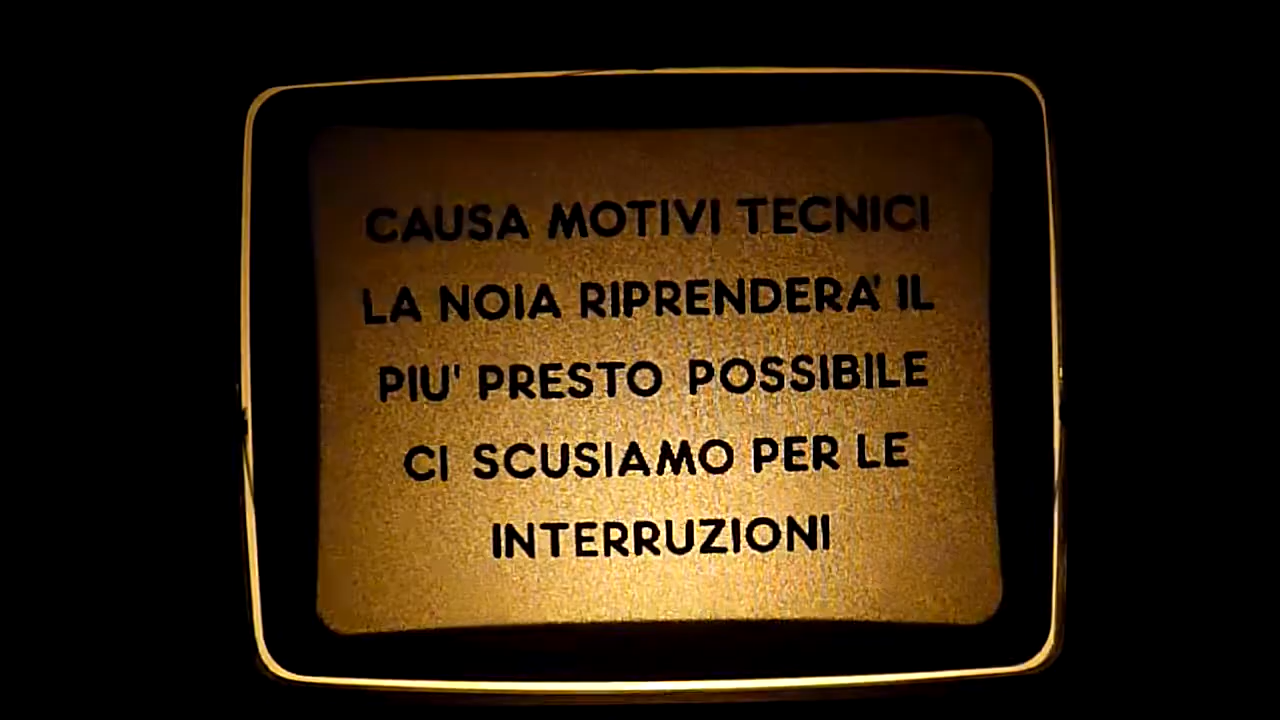 CAUSA MOTIVI TECNICI
LA NOIA RIPRENDERA' IL
PIU' PRESTO POSSIBILE
CI SCUSIAMO PER LE
INTERRUZIONI